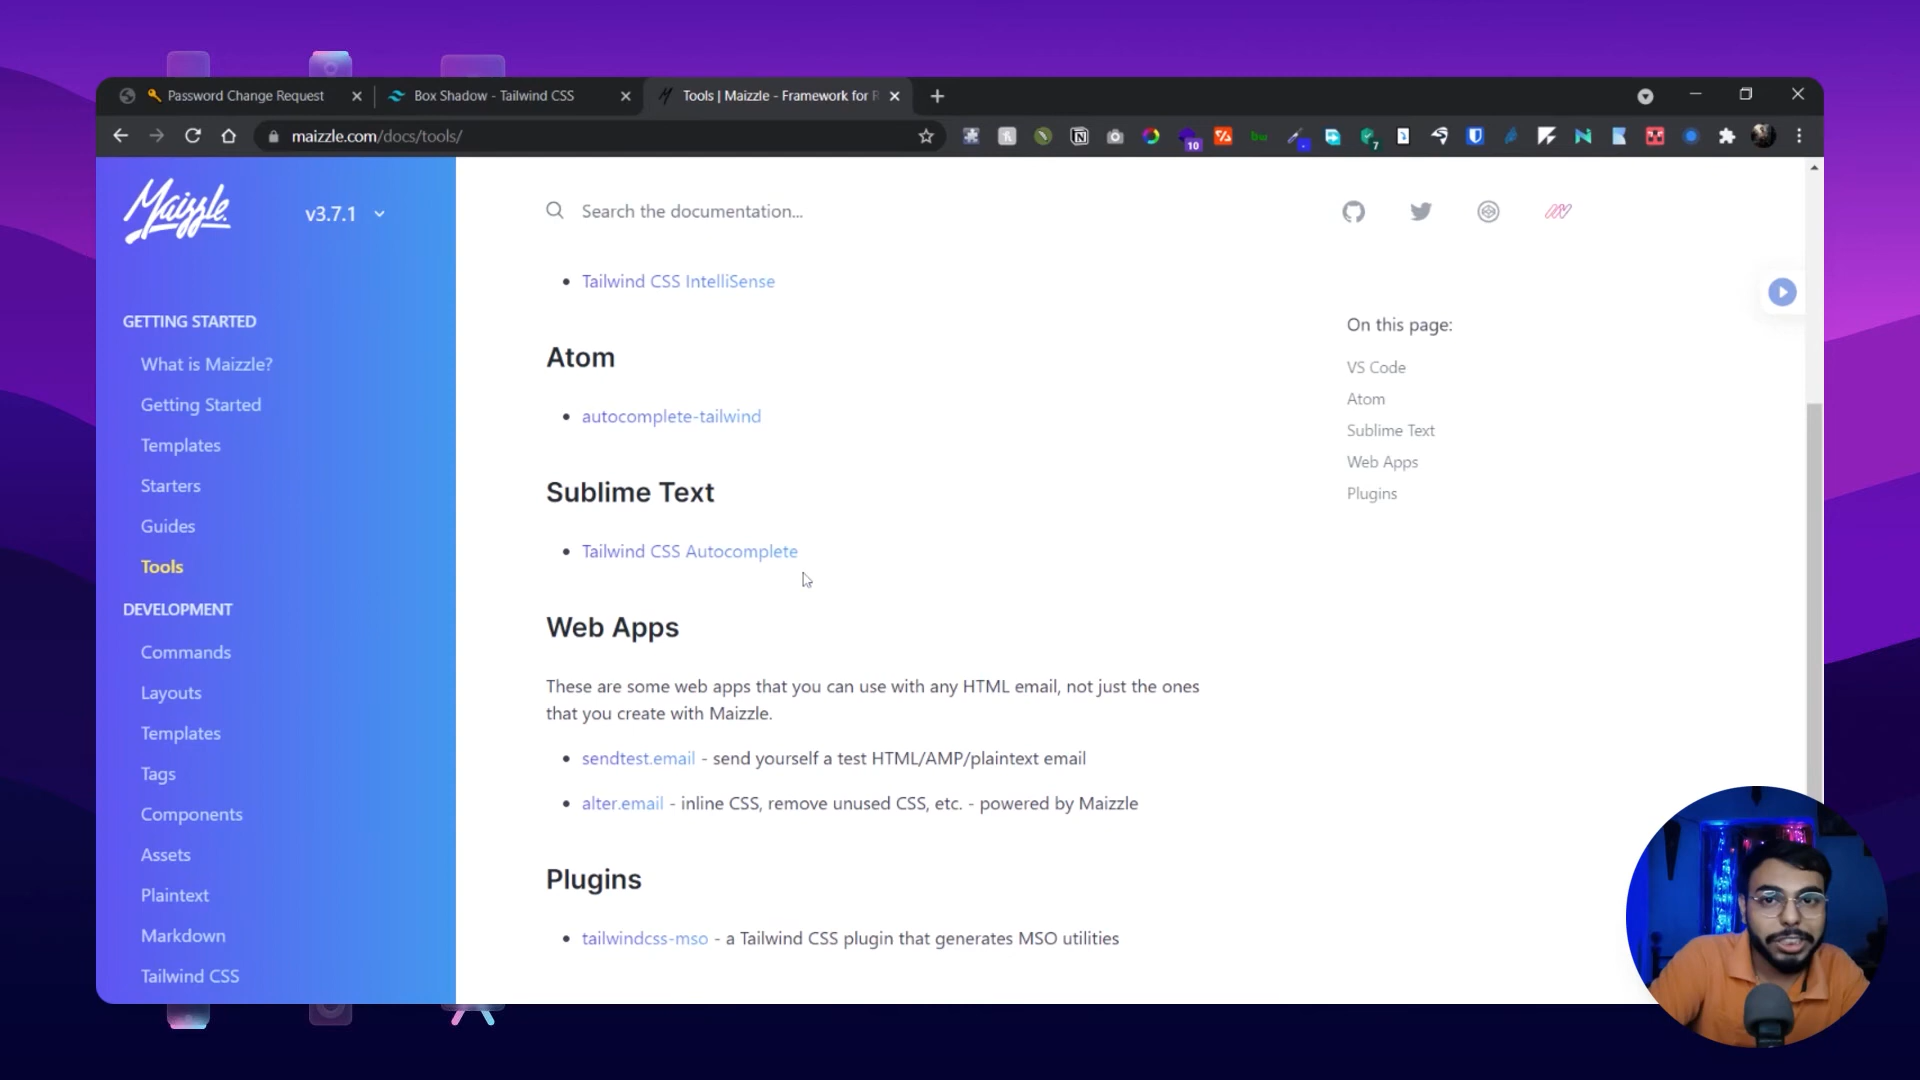 Password Change Request
Box Shadow - Tailwind CSS
Tools | Maizzle - Framework for R
maizzle.com/docs/tools/
10
7
Maizzle.
v3.7.1
Search the documentation...
GETTING STARTED
What is Maizzle?
Getting Started
Templates
Starters
Guides
Tools
DEVELOPMENT
Commands
Layouts
Templates
Tags
Components
Assets
Plaintext
Markdown
Tailwind CSS
Tailwind CSS IntelliSense
Atom
autocomplete-tailwind
Sublime Text
Tailwind CSS Autocomplete
Web Apps
These are some web apps that you can use with any HTML email, not just the ones
that you create with Maizzle.
sendtest.email - send yourself a test HTML/AMP/plaintext email
alter.email - inline CSS, remove unused CSS, etc. - powered by Maizzle
Plugins
tailwindcss-mso - a Tailwind CSS plugin that generates MSO utilities
On this page:
VS Code
Atom
Sublime Text
Web Apps
Plugins